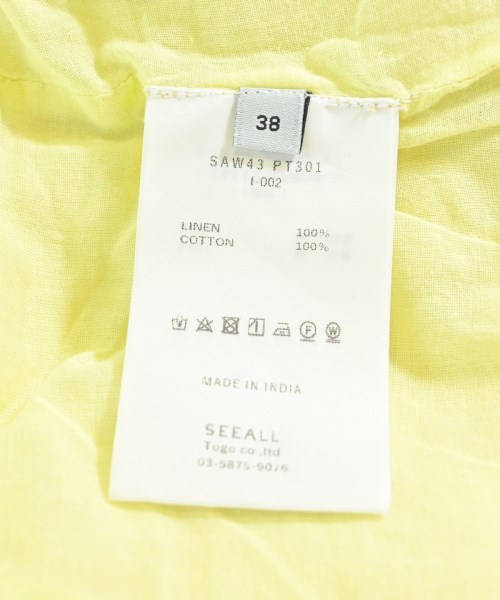 38
SAW43 PT301
I-002
LINEN 100%
COTTON 100%
F W
MADE IN INDIA
SEEALL
Togo co.,ltd
03-5875-9076